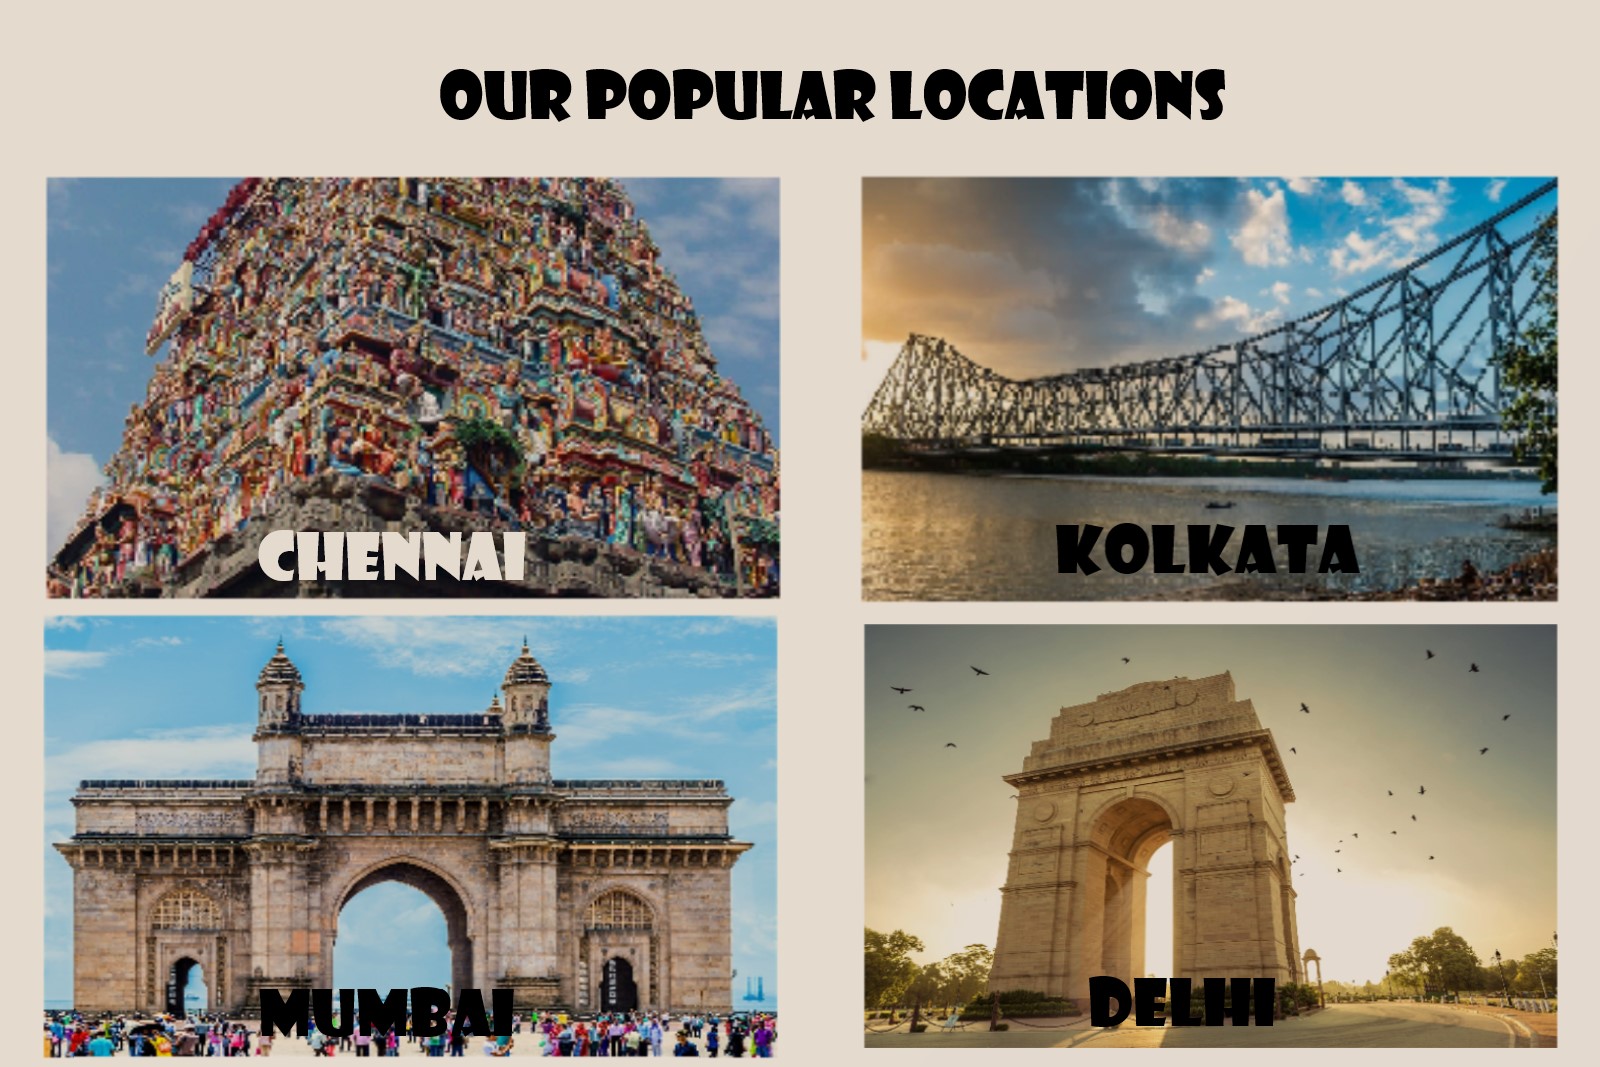 OUR POPULAR LOCATIONS
CHENNAI
KOLKATA
MUMBAI
DELHI